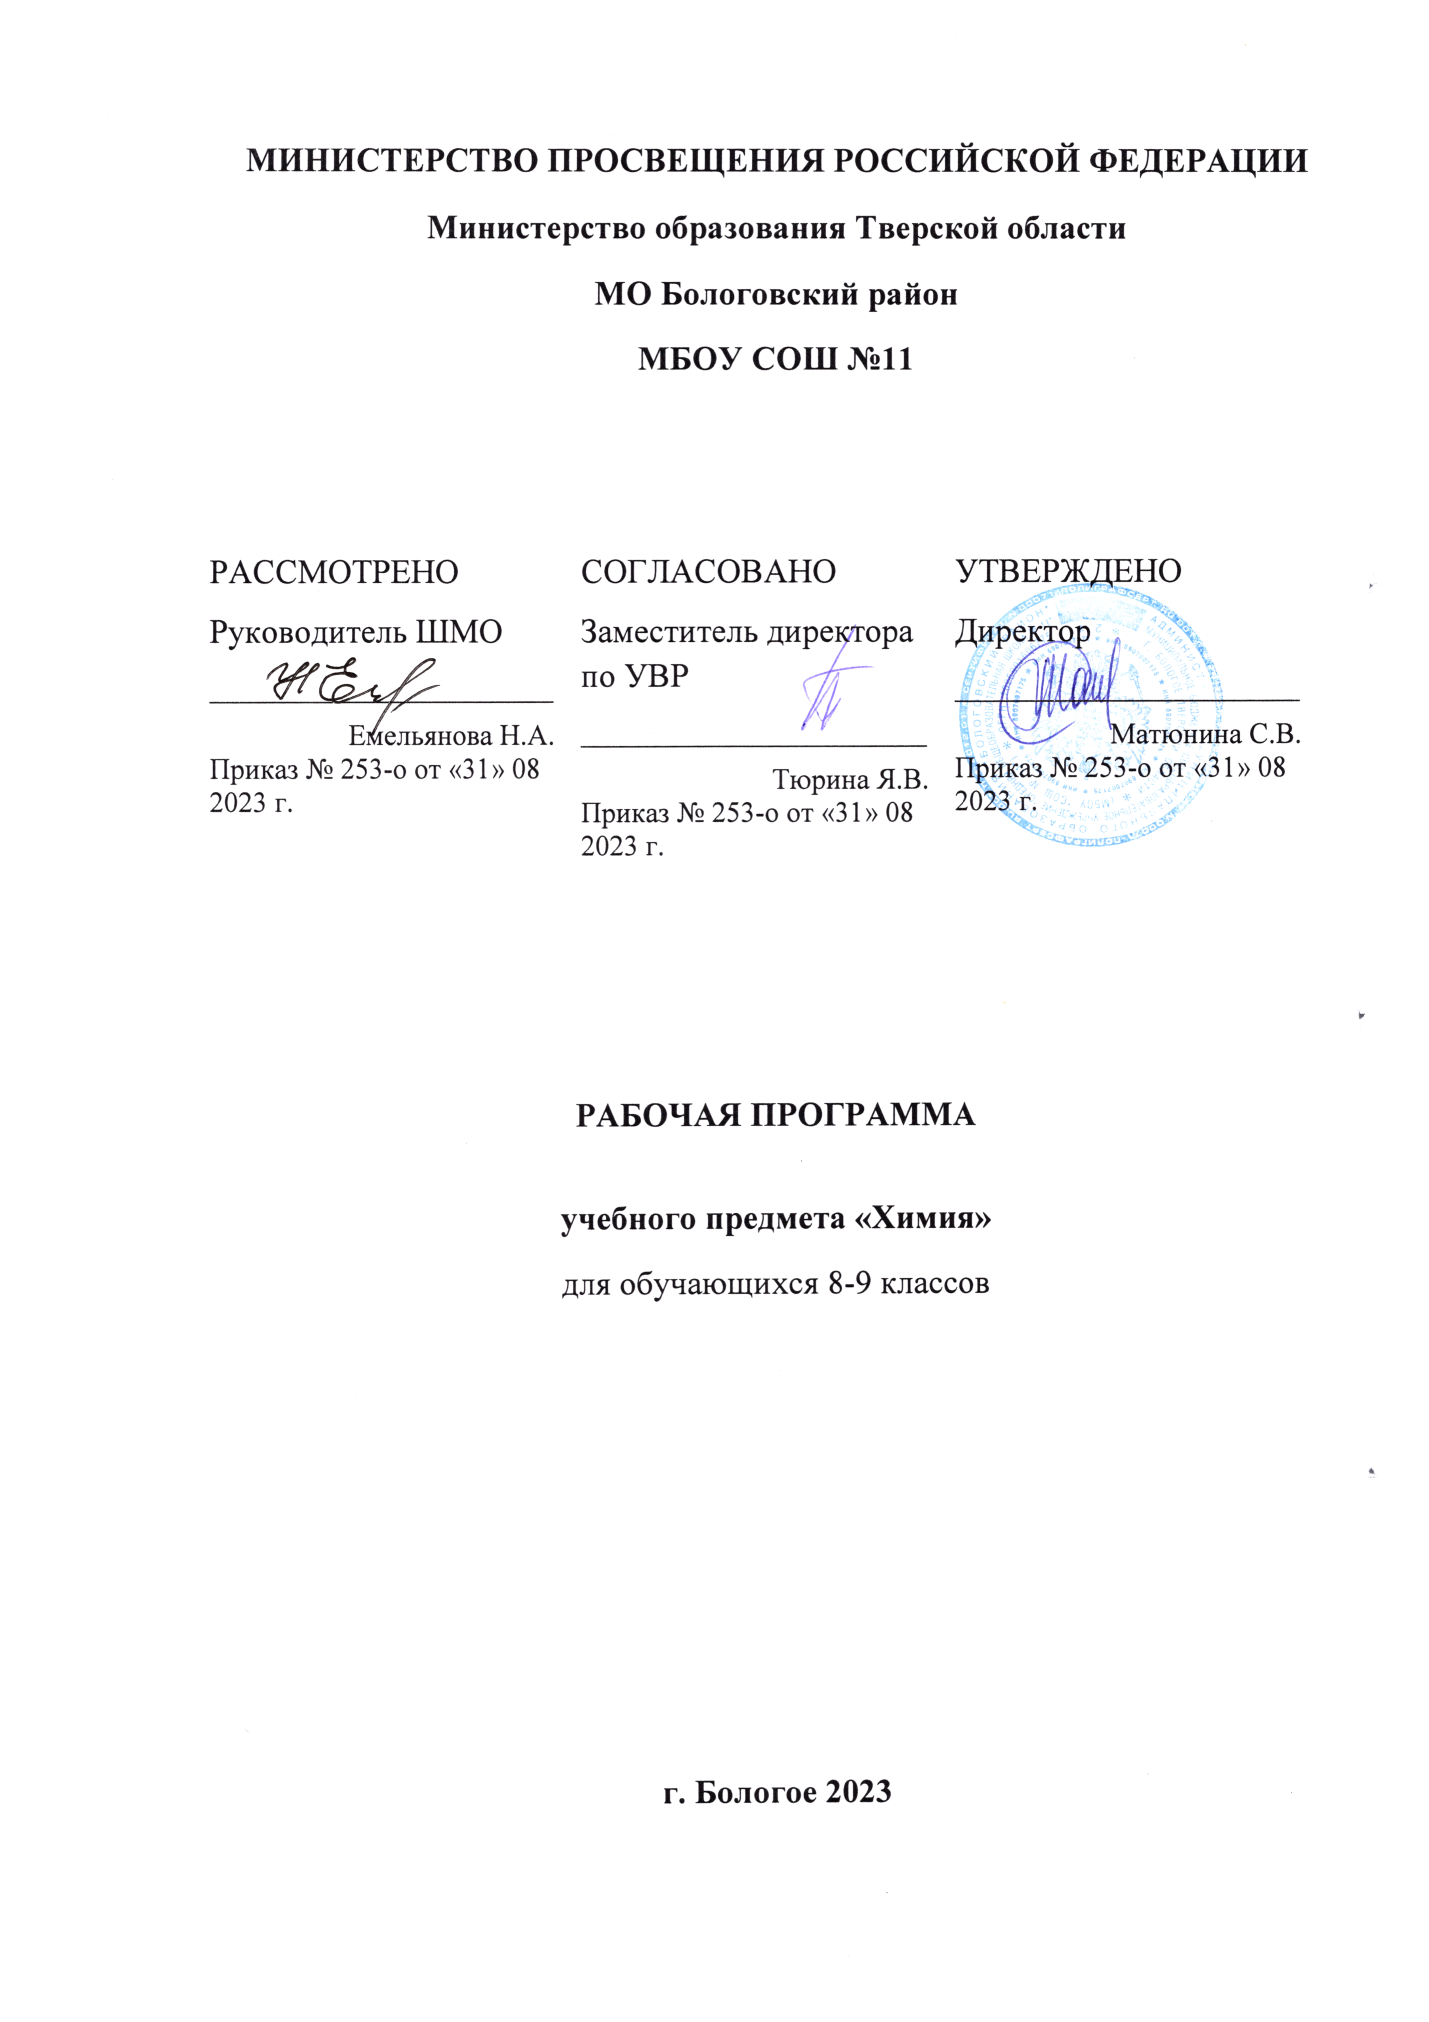 МИНИСТЕРСТВО ПРОСВЕЩЕНИЯ РОССИЙСКОЙ ФЕДЕРАЦИИ
Министерство образования Тверской области
МО Бологовский район
МБОУ СОШ №11
РАССМОТРЕНО
Руководитель ШМО
Емельянова Н.А.
Приказ № 253-о от «31» 08
2023 г.
СОГЛАСОВАНО
Заместитель директора
по УВР
Тюрина Я.В.
Приказ № 253-о от «31» 08
2023 г.
УТВЕРЖДЕНО
Директор
Матюнина С.В.
Приказ № 253-о от «31» 08
2023 г.
РАБОЧАЯ ПРОГРАММА
учебного предмета «Химия»
для обучающихся 8-9 классов
г. Бологое 2023